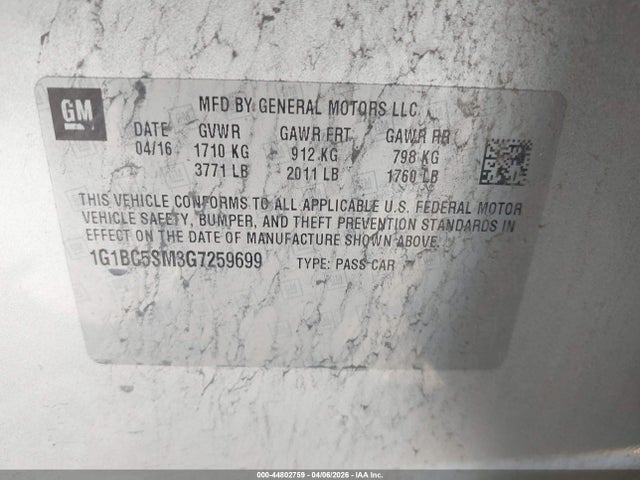 GM
MFD BY GENERAL MOTORS LLC
DATE GVWR GAWR FRT GAWR RR
04/16 1710 KG 912 KG 798 KG
3771 LB 2011 LB 1760 LB
THIS VEHICLE CONFORMS TO ALL APPLICABLE U.S. FEDERAL MOTOR
VEHICLE SAFETY, BUMPER, AND THEFT PREVENTION STANDARDS IN
EFFECT ON THE DATE OF MANUFACTURE SHOWN ABOVE.
1G1BC5SM3G7259699 TYPE: PASS CAR
000-44802759 | 04/06/2026 | IAA Inc.